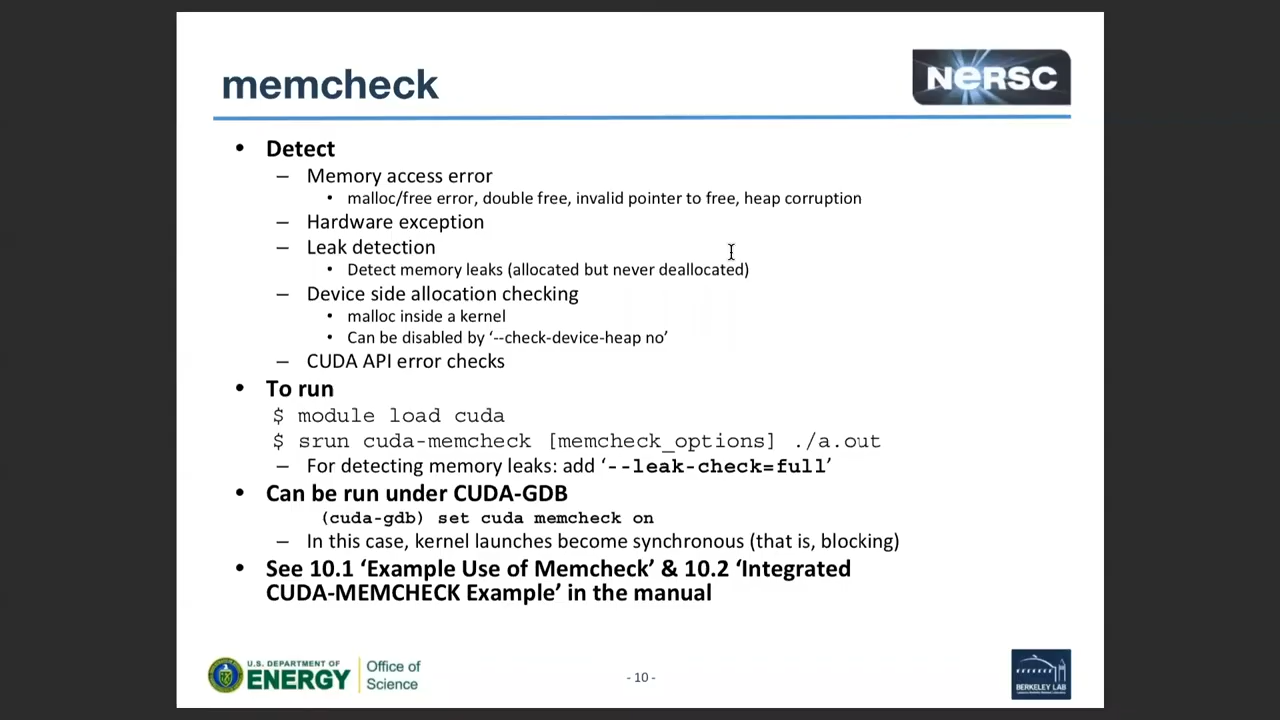 memcheck
NERSC
• Detect
– Memory access error
• malloc/free error, double free, invalid pointer to free, heap corruption
– Hardware exception
– Leak detection
• Detect memory leaks (allocated but never deallocated)
– Device side allocation checking
• malloc inside a kernel
• Can be disabled by ‘--check-device-heap no’
– CUDA API error checks
• To run
$ module load cuda
$ srun cuda-memcheck [memcheck_options] ./a.out
– For detecting memory leaks: add ‘--leak-check=full’
• Can be run under CUDA-GDB
(cuda-gdb) set cuda memcheck on
– In this case, kernel launches become synchronous (that is, blocking)
• See 10.1 ‘Example Use of Memcheck’ & 10.2 ‘Integrated
CUDA-MEMCHECK Example’ in the manual
U.S. DEPARTMENT OF
ENERGY
Office of
Science
- 10 -
BERKELEY LAB